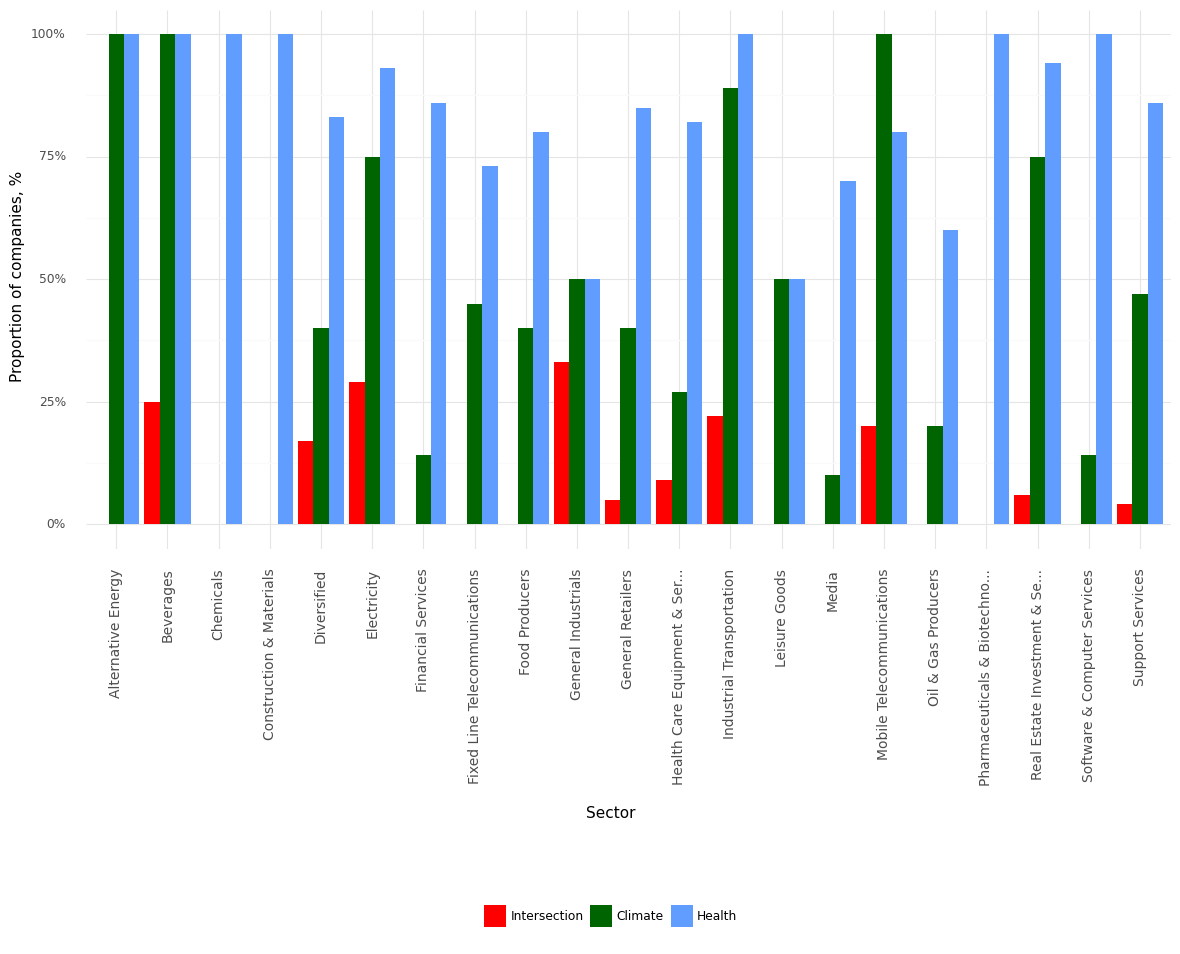 Proportion of companies, %
100%
75%
50%
25%
0%
Alternative Energy
Beverages
Chemicals
Construction & Materials
Diversified
Electricity
Financial Services
Fixed Line Telecommunications
Food Producers
General Industrials
General Retailers
Health Care Equipment & Ser...
Industrial Transportation
Leisure Goods
Media
Mobile Telecommunications
Oil & Gas Producers
Pharmaceuticals & Biotechno...
Real Estate Investment & Se...
Software & Computer Services
Support Services
Sector
Intersection Climate Health